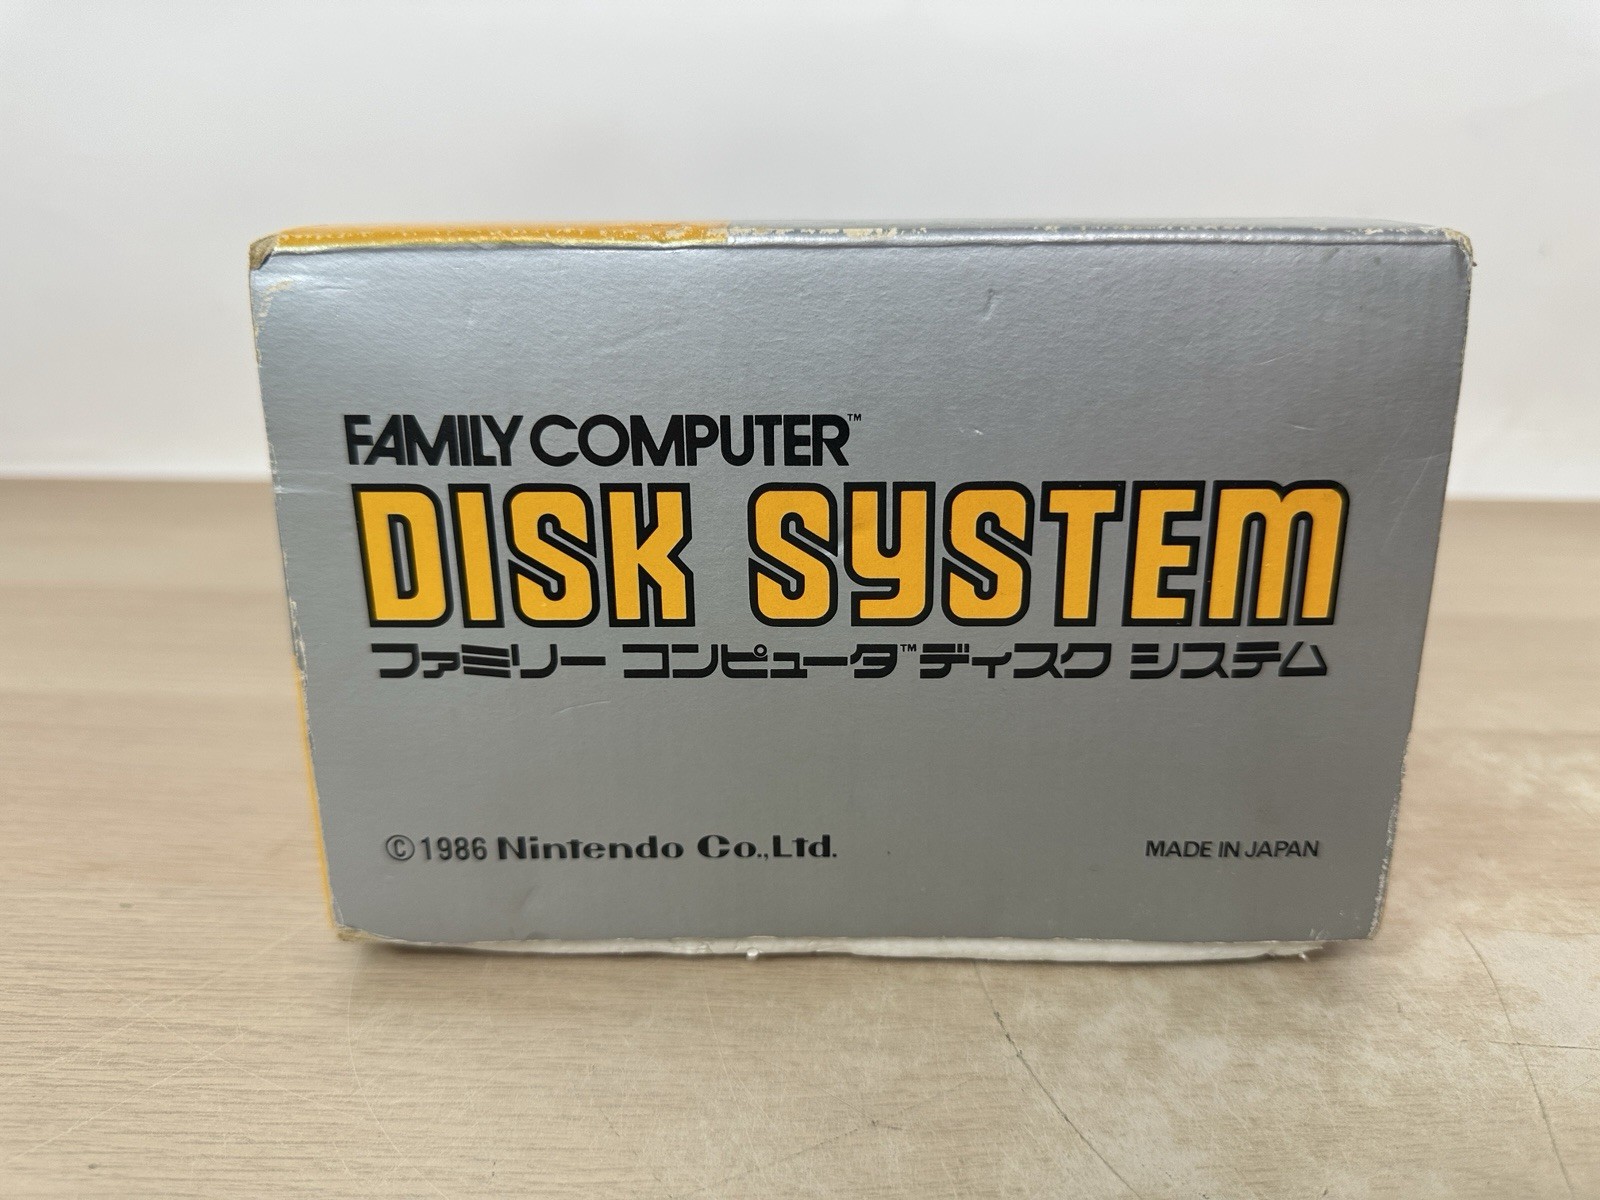 FAMILY COMPUTER™
DISK SYSTEM
ファミリー コンピュータ™ ディスク システム
©1986 Nintendo Co.,Ltd.
MADE IN JAPAN